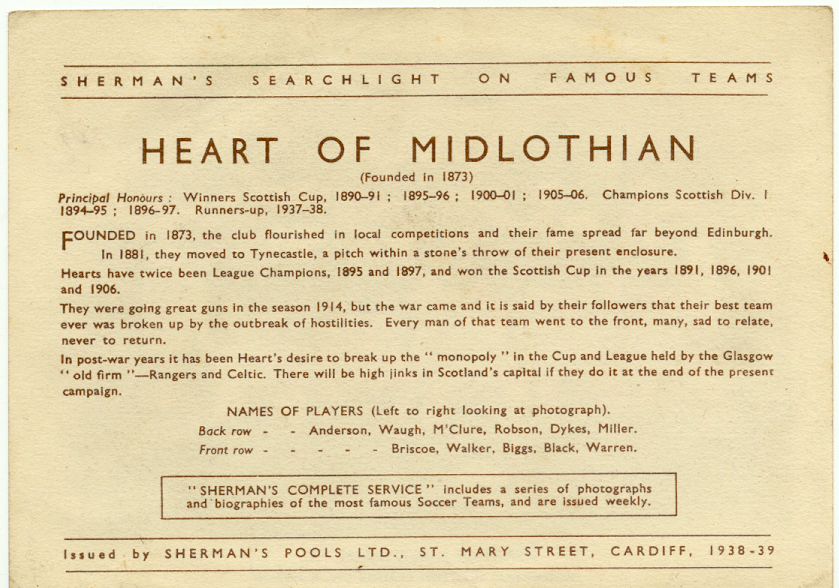 SHERMAN'S SEARCHLIGHT ON FAMOUS TEAMS
HEART OF MIDLOTHIAN
(Founded in 1873)
Principal Honours : Winners Scottish Cup, 1890-91 ; 1895-96 ; 1900-01 ; 1905-06. Champions Scottish Div. I
1894-95 ; 1896-97. Runners-up, 1937-38.
FOUNDED in 1873, the club flourished in local competitions and their fame spread far beyond Edinburgh.
In 1881, they moved to Tynecastle, a pitch within a stone's throw of their present enclosure.
Hearts have twice been League Champions, 1895 and 1897, and won the Scottish Cup in the years 1891, 1896, 1901
and 1906.
They were going great guns in the season 1914, but the war came and it is said by their followers that their best team
ever was broken up by the outbreak of hostilities. Every man of that team went to the front, many, sad to relate,
never to return.
In post-war years it has been Heart's desire to break up the " monopoly " in the Cup and League held by the Glasgow
" old firm "—Rangers and Celtic. There will be high jinks in Scotland's capital if they do it at the end of the present
campaign.
NAMES OF PLAYERS (Left to right looking at photograph).
Back row - - Anderson, Waugh, M'Clure, Robson, Dykes, Miller.
Front row - - - - - Briscoe, Walker, Biggs, Black, Warren.
" SHERMAN'S COMPLETE SERVICE " includes a series of photographs
and biographies of the most famous Soccer Teams, and are issued weekly.
Issued by SHERMAN'S POOLS LTD., ST. MARY STREET, CARDIFF, 1938-39